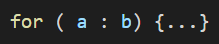 for ( a : b) {...}